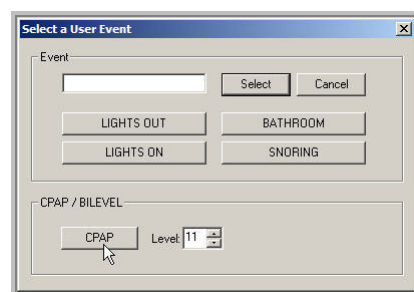 Select a User Event
Event
Select Cancel
LIGHTS OUT BATHROOM
LIGHTS ON SNORING
CPAP / BILEVEL
CPAP Level: 11